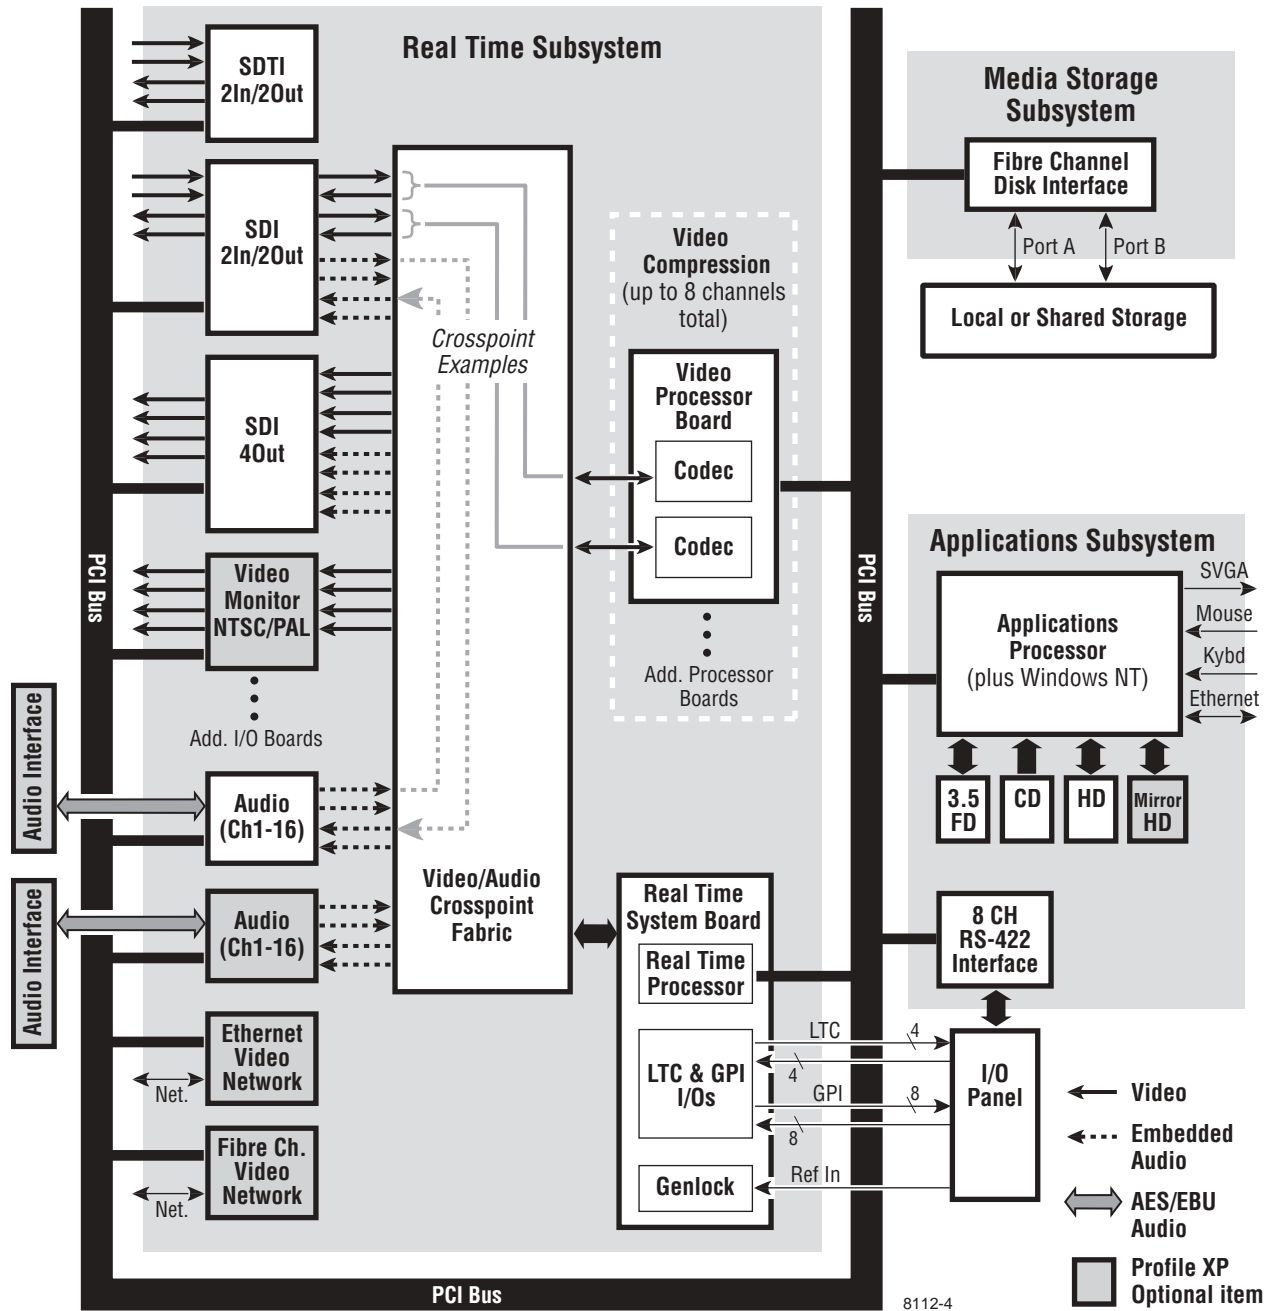 Real Time Subsystem
SDTI
2In/2Out
SDI
2In/2Out
SDI
4Out
Video
Monitor
NTSC/PAL
Add. I/O Boards
PCI Bus
Audio Interface
Audio
(Ch1-16)
Audio Interface
Audio
(Ch1-16)
Ethernet
Video
Network
Net.
Fibre Ch.
Video
Network
Net.
Crosspoint
Examples
Video/Audio
Crosspoint
Fabric
Video
Compression
(up to 8 channels
total)
Video
Processor
Board
Codec
Codec
Add. Processor
Boards
Real Time
System Board
Real Time
Processor
LTC & GPI
I/Os
Genlock
LTC
4
4
GPI
8
8
Ref In
PCI Bus
PCI Bus
Media Storage
Subsystem
Fibre Channel
Disk Interface
Port A
Port B
Local or Shared Storage
Applications Subsystem
Applications
Processor
(plus Windows NT)
SVGA
Mouse
Kybd
Ethernet
3.5
FD
CD
HD
Mirror
HD
8 CH
RS-422
Interface
I/O
Panel
Video
Embedded
Audio
AES/EBU
Audio
Profile XP
Optional item
8112-4